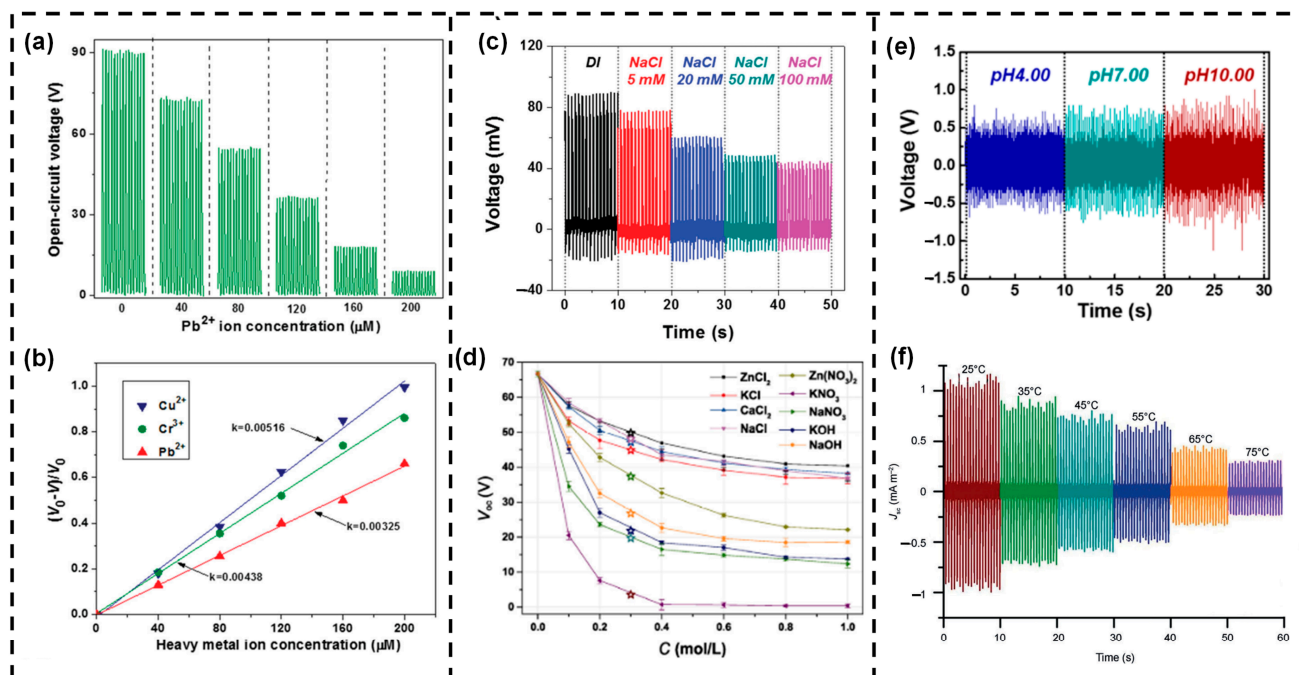 (a)
Open-circuit voltage (V)
90
60
30
0
0 40 80 120 160 200
Pb²⁺ ion concentration (μM)
(b)
(V₀-V)/V₀
1.0
0.8
0.6
0.4
0.2
0.0
Cu²⁺
Cr³⁺
Pb²⁺
k=0.00516
k=0.00325
k=0.00438
0 40 80 120 160 200
Heavy metal ion concentration (μM)
(c)
Voltage (mV)
120
80
40
0
−40
DI NaCl NaCl NaCl NaCl
5 mM 20 mM 50 mM 100 mM
0 10 20 30 40 50
Time (s)
(d)
V_oc (V)
70
60
50
40
30
20
10
0
ZnCl₂ Zn(NO₃)₂
KCl KNO₃
CaCl₂ NaNO₃
NaCl KOH
NaOH
0.0 0.2 0.4 0.6 0.8 1.0
C (mol/L)
(e)
Voltage (V)
1.5
1.0
0.5
0.0
−0.5
−1.0
−1.5
pH4.00 pH7.00 pH10.00
0 5 10 15 20 25 30
Time (s)
(f)
J_sc (mA m⁻²)
1
0.5
0
−0.5
−1
25°C
35°C
45°C
55°C
65°C
75°C
0 10 20 30 40 50 60
Time (s)